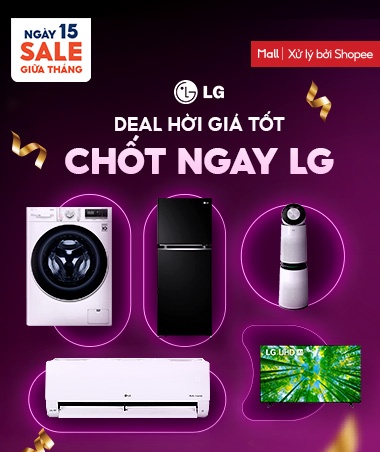 NGÀY 15
SALE
GIỮA THÁNG
Mall | Xử lý bởi Shopee
LG
DEAL HỜI GIÁ TỐT
CHỐT NGAY LG
LG
LG UHD